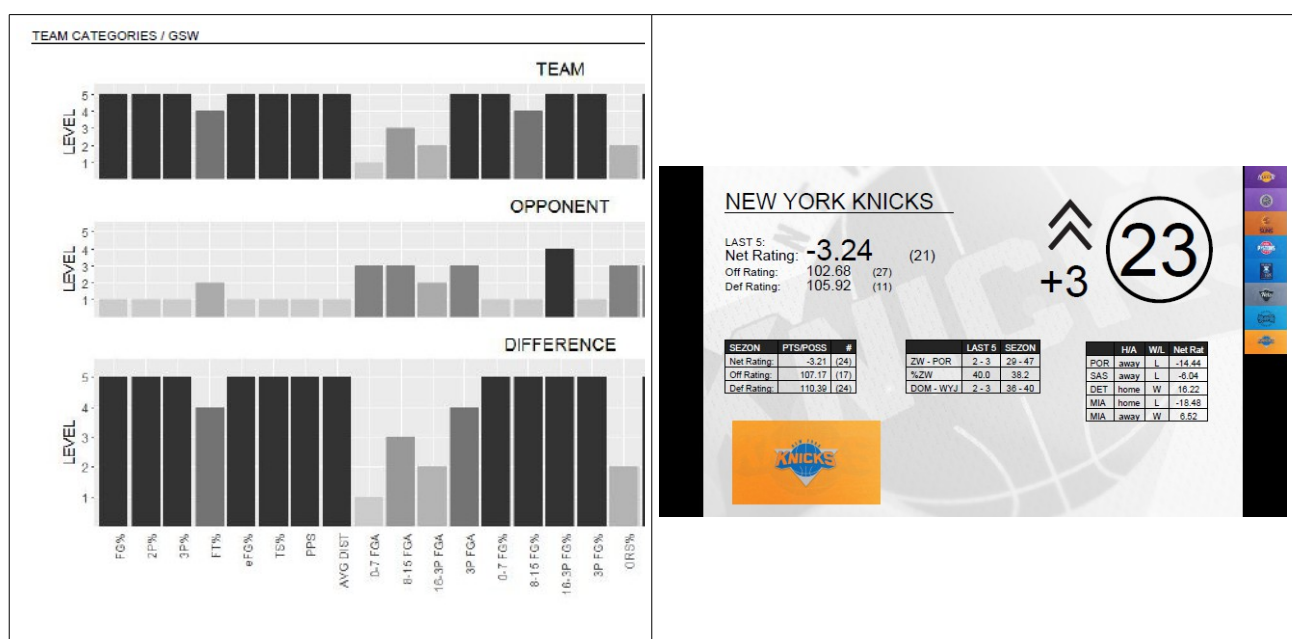 TEAM CATEGORIES / GSW
TEAM
LEVEL
5
4
3
2
1
OPPONENT
LEVEL
5
4
3
2
1
DIFFERENCE
LEVEL
5
4
3
2
1
FG%
2P%
3P%
FT%
eFG%
TS%
PPS
AVG DIST
0-7 FGA
8-15 FGA
16-3P FGA
3P FGA
0-7 FG%
8-15 FG%
16-3P FG%
3P FG%
ORS%
NEW YORK KNICKS
LAST 5:
Net Rating: -3.24 (21)
Off Rating: 102.68 (27)
Def Rating: 105.92 (11)
+3
23
SEZON PTS/POSS #
Net Rating: -3.21 (24)
Off Rating: 107.17 (17)
Def Rating: 110.39 (24)
LAST 5 SEZON
ZW - POR 2 - 3 29 - 47
%ZW 40.0 38.2
DOM - WYJ 2 - 3 36 - 40
H/A W/L Net Rat
POR away L -14.44
SAS away L -6.04
DET home W 16.22
MIA home L -18.48
MIA away W 6.52
NEW YORK
KNICKS